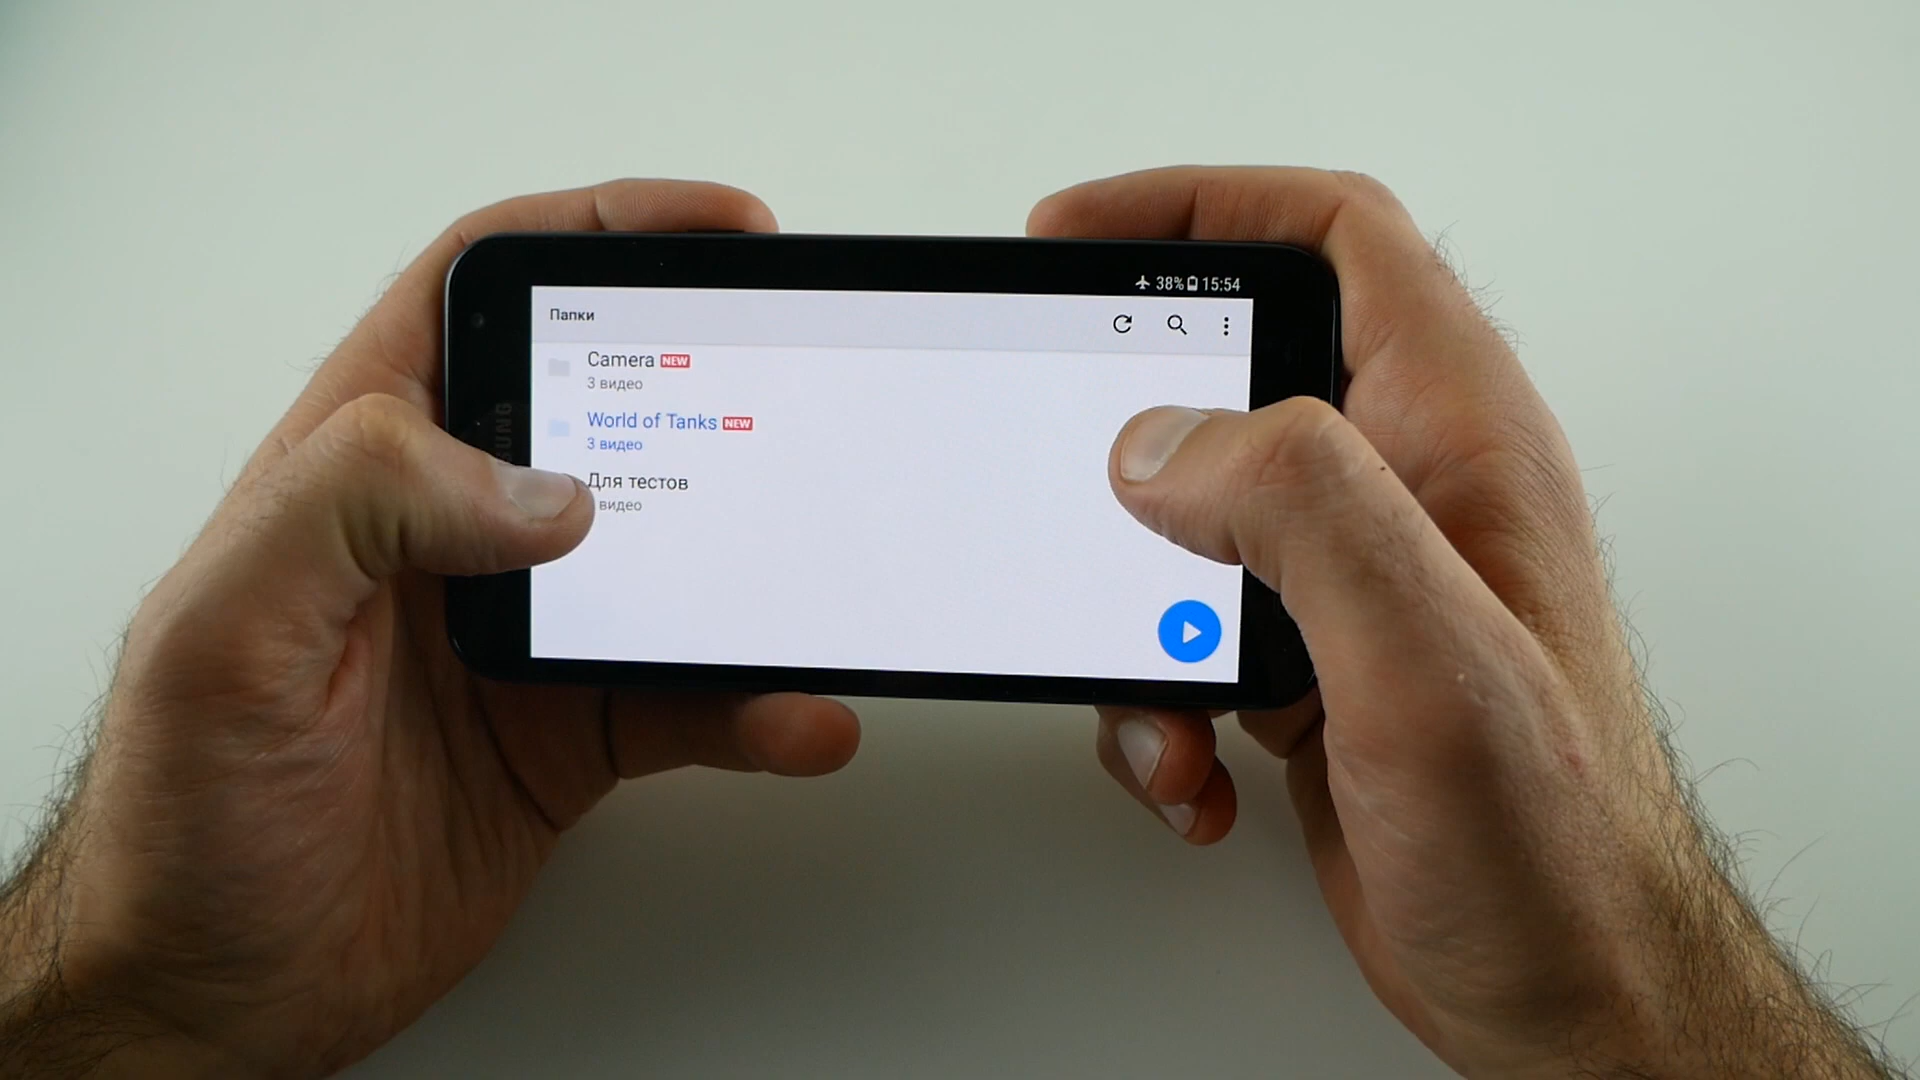 38% 15:54
Папки
Camera NEW
3 видео
World of Tanks NEW
3 видео
Для тестов
видео